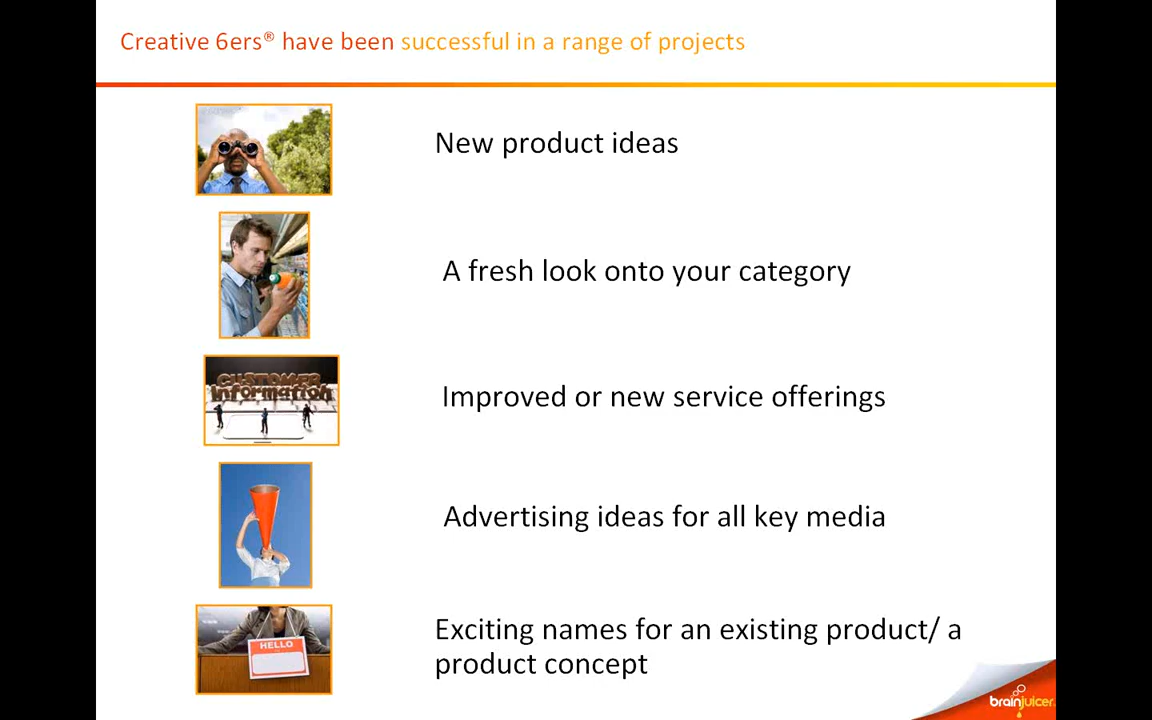 Creative 6ers® have been successful in a range of projects
New product ideas
A fresh look onto your category
CUSTOMER
Information
Improved or new service offerings
Advertising ideas for all key media
HELLO
Exciting names for an existing product/ a
product concept
brainjuicer